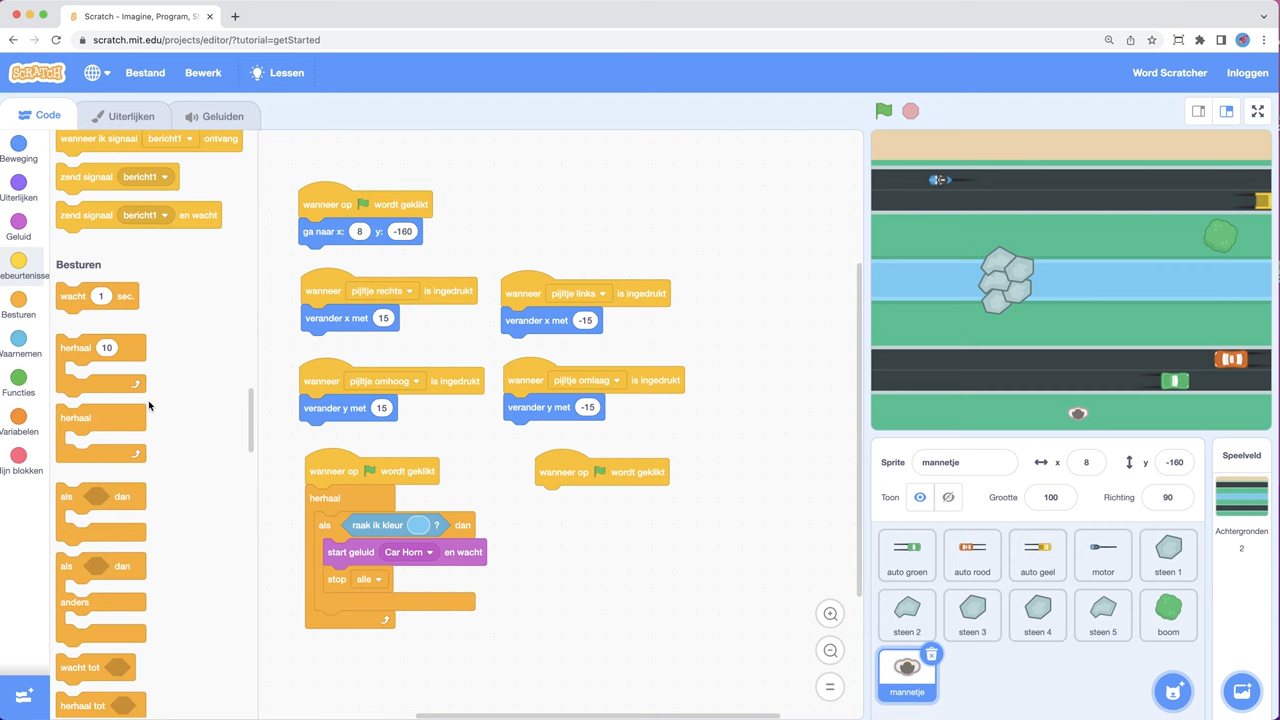 Scratch - Imagine, Program, S
scratch.mit.edu/projects/editor/?tutorial=getStarted
SCRATCH
Bestand
Bewerk
Lessen
Word Scratcher
Inloggen
Code
Uiterlijken
Geluiden
Beweging
Uiterlijken
Geluid
ebeurtenisse
Besturen
Waarnemen
Functies
Variabelen
lijn blokken
wanneer ik signaal bericht1 ontvang
zend signaal bericht1
zend signaal bericht1 en wacht
Besturen
wacht 1 sec.
herhaal 10
herhaal
als dan
als dan
anders
wacht tot
herhaal tot
wanneer op wordt geklikt
ga naar x: 8 y: -160
wanneer pijltje rechts is ingedrukt
verander x met 15
wanneer pijltje links is ingedrukt
verander x met -15
wanneer pijltje omhoog is ingedrukt
verander y met 15
wanneer pijltje omlaag is ingedrukt
verander y met -15
wanneer op wordt geklikt
herhaal
als raak ik kleur ? dan
start geluid Car Horn en wacht
stop alle
wanneer op wordt geklikt
Sprite mannetje x 8 y -160
Toon Grootte 100 Richting 90
auto groen
auto rood
auto geel
motor
steen 1
steen 2
steen 3
steen 4
steen 5
boom
mannetje
Speelveld
Achtergronden
2